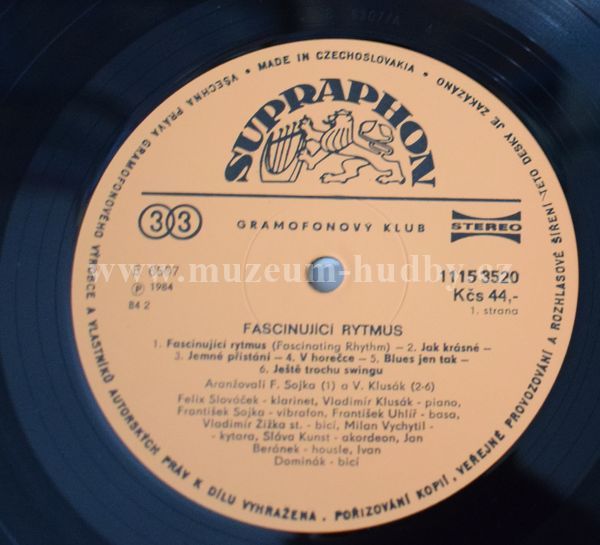 VŠECHNA PRÁVA GRAMOFONOVÉHO VÝROBCE A VLASTNÍKŮ AUTORSKÝCH PRÁV K DÍLU VYHRAŽENA. POŘIZOVÁNÍ KOPIÍ, VEŘEJNÉ PROVOZOVÁNÍ A ROZHLASOVÉ ŠÍŘENÍ TÉTO DESKY JE ZAKÁZÁNO • MADE IN CZECHOSLOVAKIA •
SUPRAPHON
33
GRAMOFONOVÝ KLUB
STEREO
www.muzeum-hudby.cz
6507
1115 3520
Ⓟ 1984
Kčs 44,-
84 2
1. strana
FASCINUJÍCÍ RYTMUS
1. Fascinující rytmus (Fascinating Rhythm) – 2. Jak krásné –
3. Jemné přistání – 4. V horečce – 5. Blues jen tak –
6. Ještě trochu swingu
Aranžovali F. Sojka (1) a V. Klusák (2-6)
Felix Slováček - klarinet, Vladimír Klusák - piano,
František Sojka - vibrafon, František Uhlíř - basa,
Vladimír Žižka st. - bicí, Milan Vychytil -
- kytara, Sláva Kunst - akordeon, Jan
Beránek - housle, Ivan
Dominák - bicí